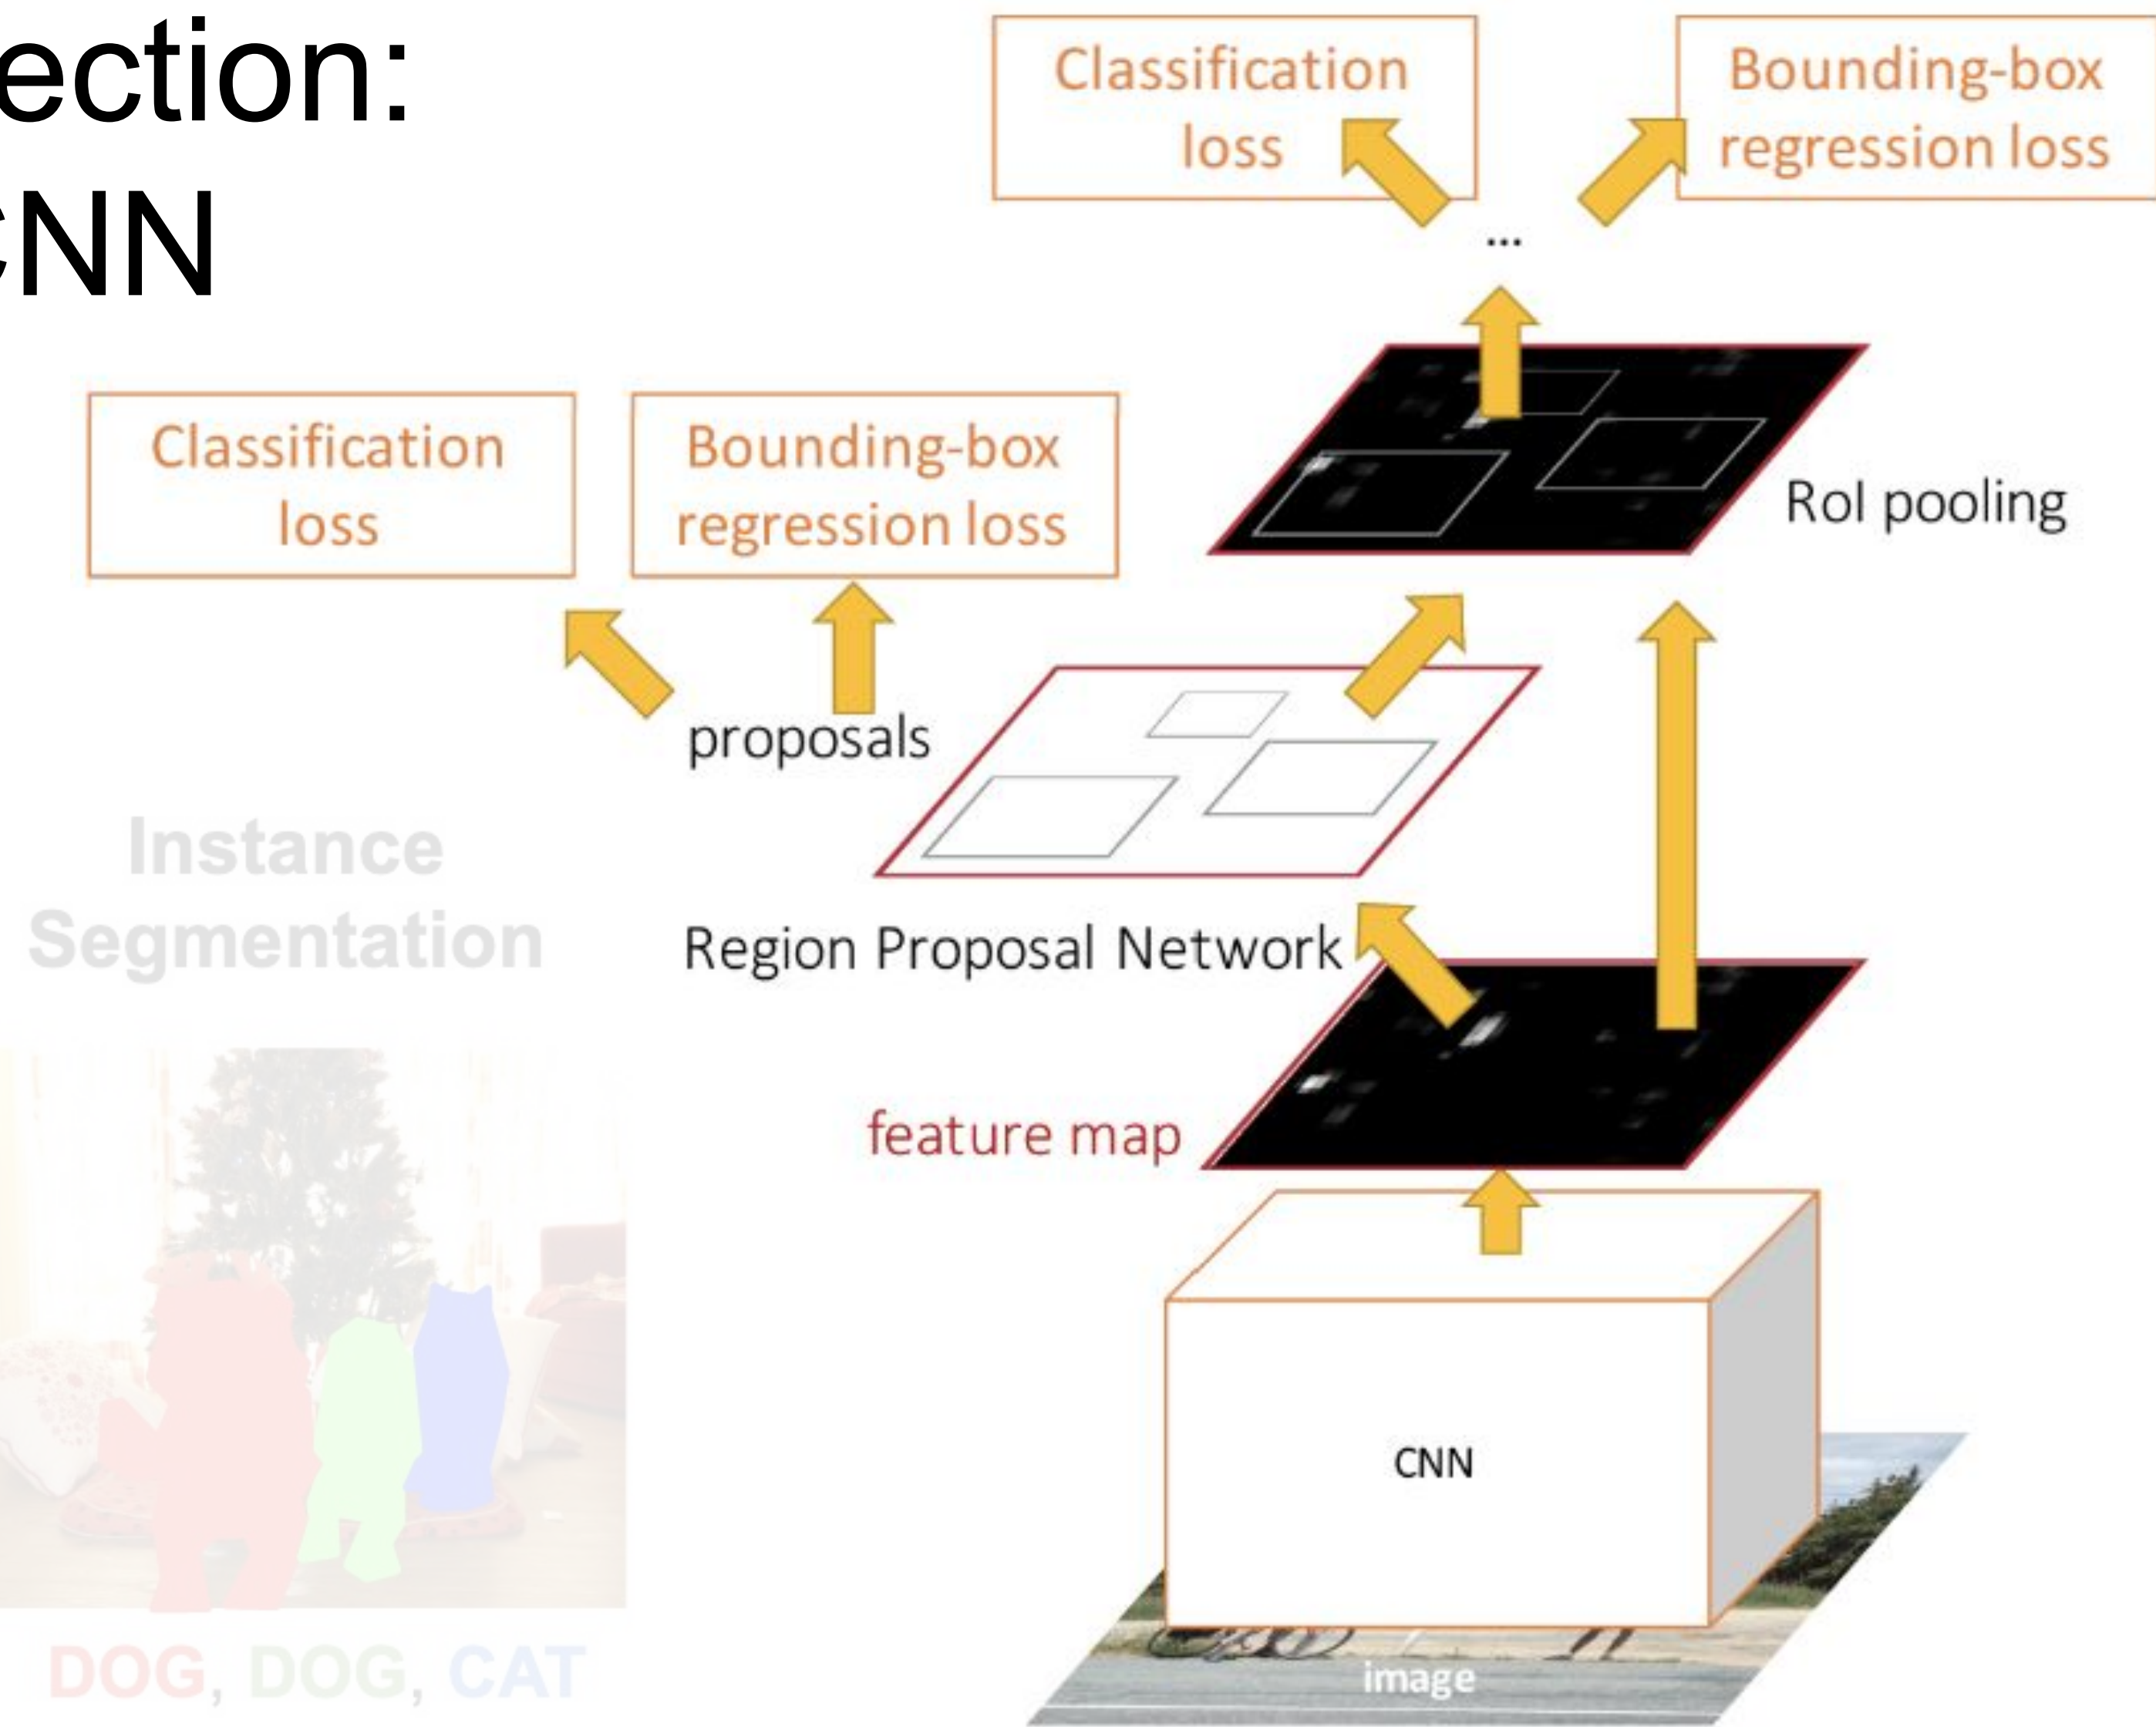 ection:
CNN
Classification
loss
Bounding-box
regression loss
...
Classification
loss
Bounding-box
regression loss
RoI pooling
proposals
Instance
Segmentation
Region Proposal Network
feature map
CNN
image
DOG, DOG, CAT